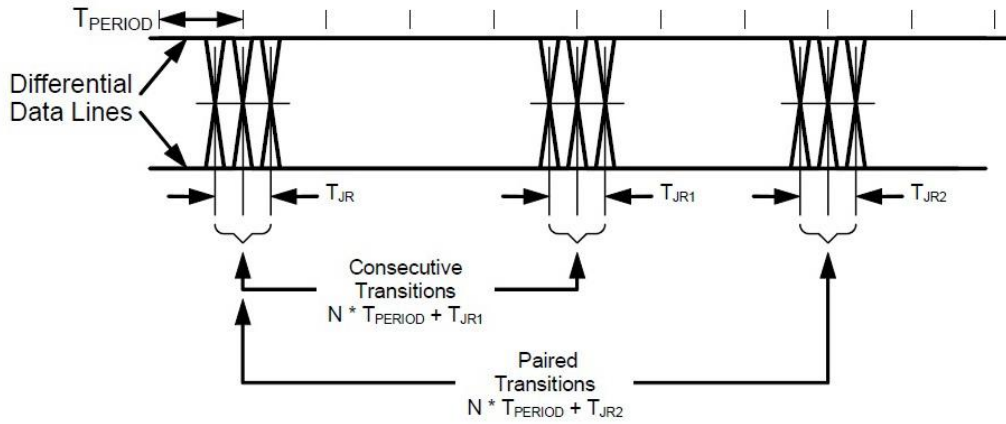 TPERIOD
Differential
Data Lines
TJR
TJR1
TJR2
Consecutive
Transitions
N * TPERIOD + TJR1
Paired
Transitions
N * TPERIOD + TJR2